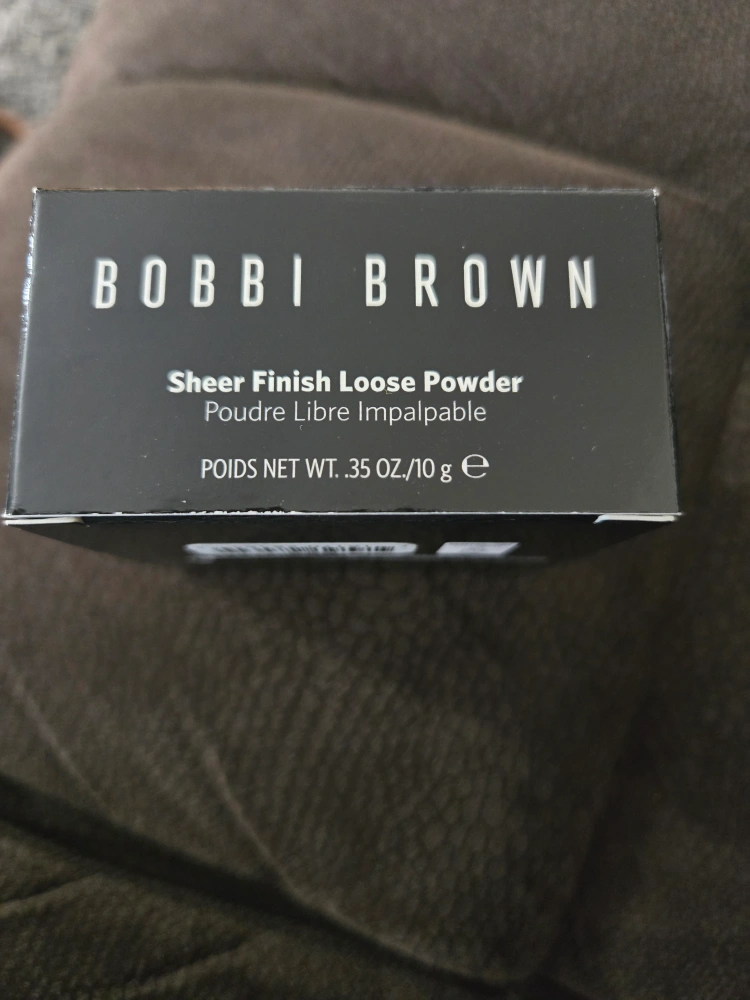 BOBBI BROWN
Sheer Finish Loose Powder
Poudre Libre Impalpable
POIDS NET WT. .35 OZ./10 g ℮